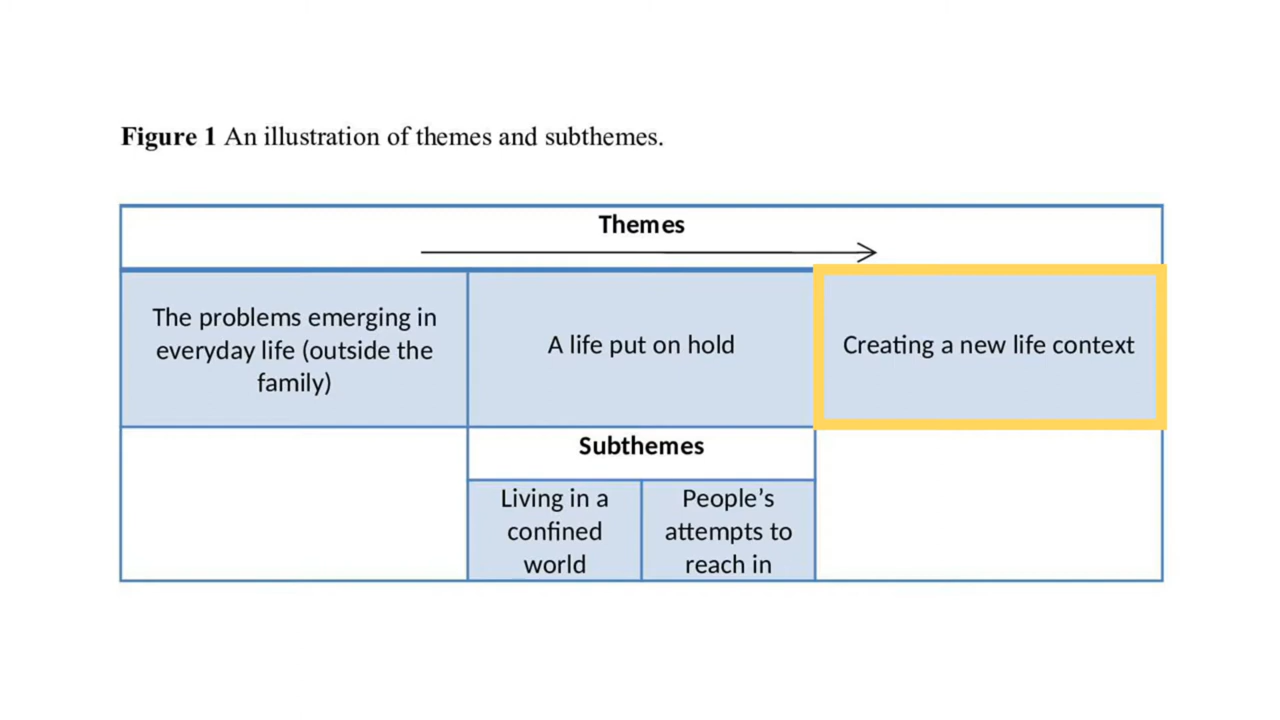 Figure 1 An illustration of themes and subthemes.
Themes
The problems emerging in
everyday life (outside the
family)
A life put on hold
Creating a new life context
Subthemes
Living in a
confined
world
People’s
attempts to
reach in